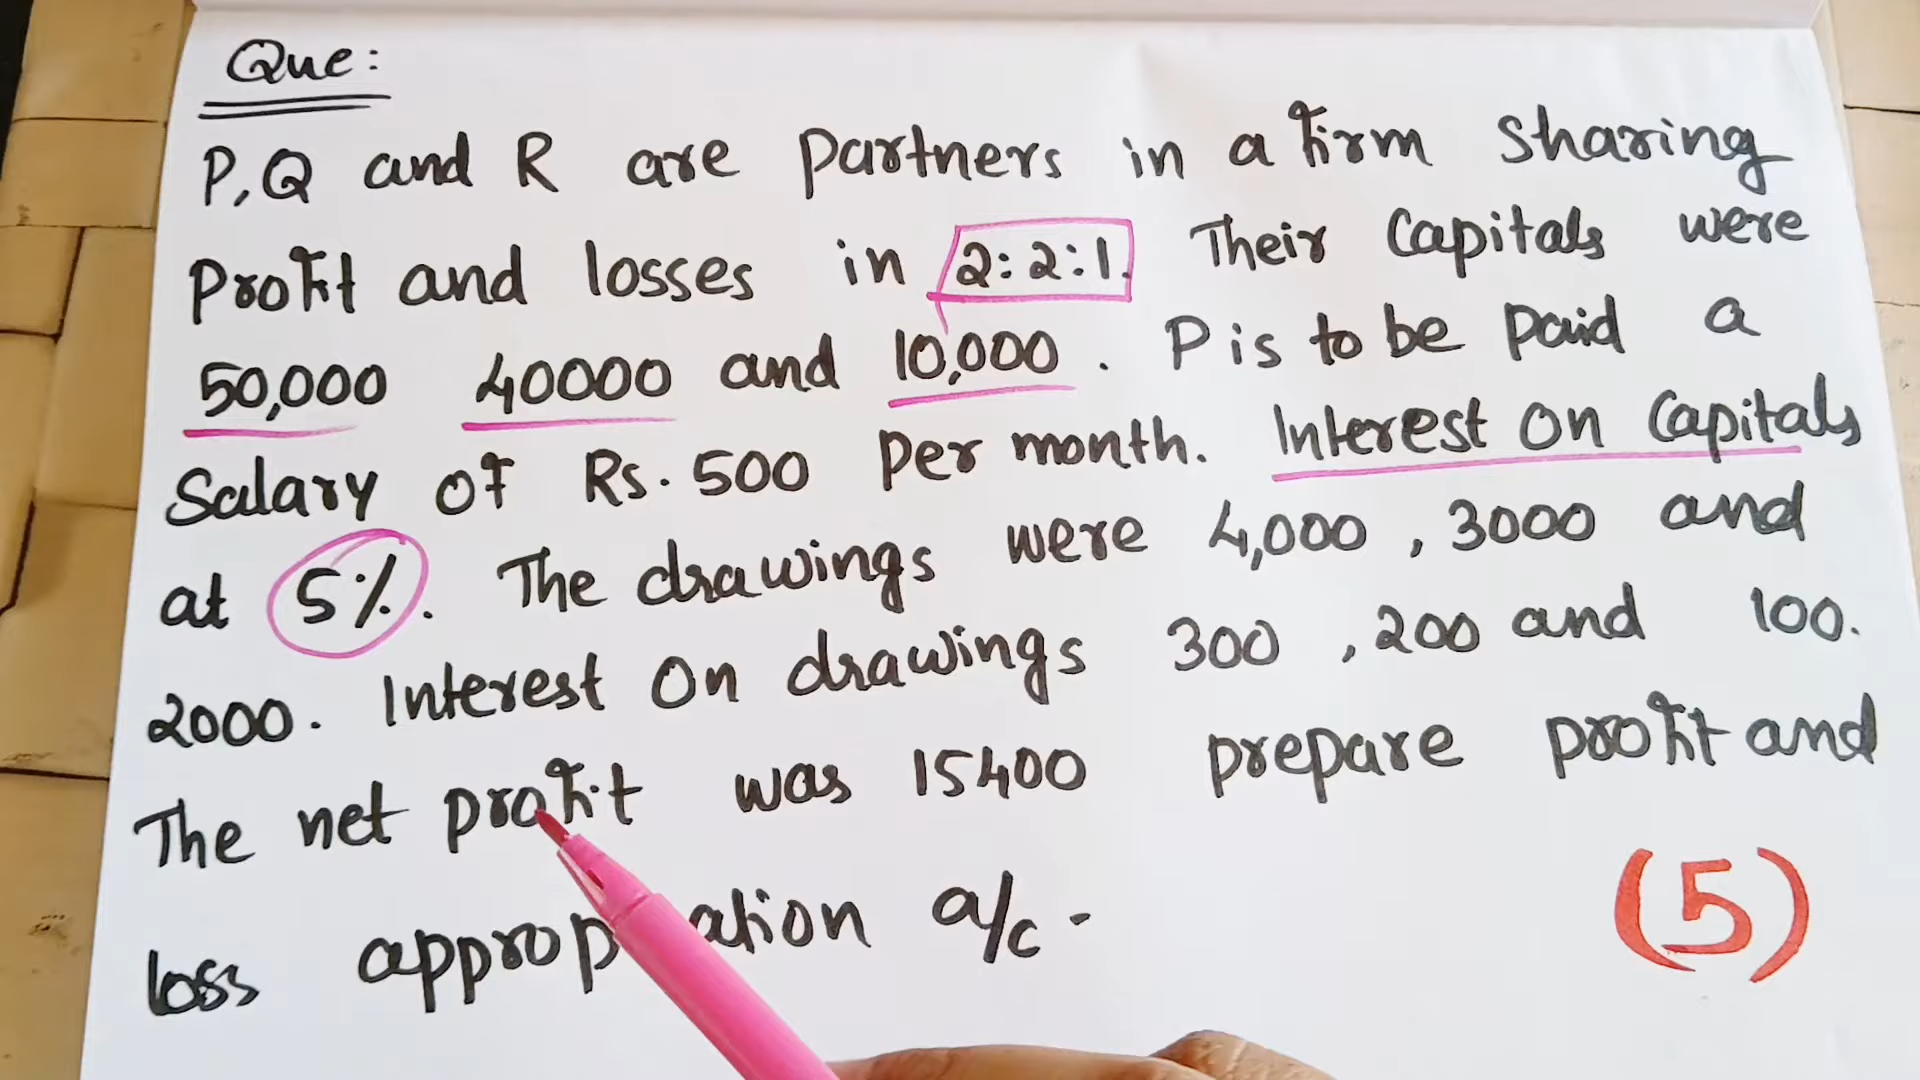 Que:
P,Q and R are partners in a firm sharing
Profit and losses in 2:2:1. Their Capitals were
50,000 40000 and 10,000. P is to be paid a
Salary of Rs. 500 Per month. Interest on Capitals
at 5%. The drawings were 4,000, 3000 and
2000. Interest on drawings 300, 200 and 100.
The net profit was 15400 prepare profit and
loss a/c.
(5)